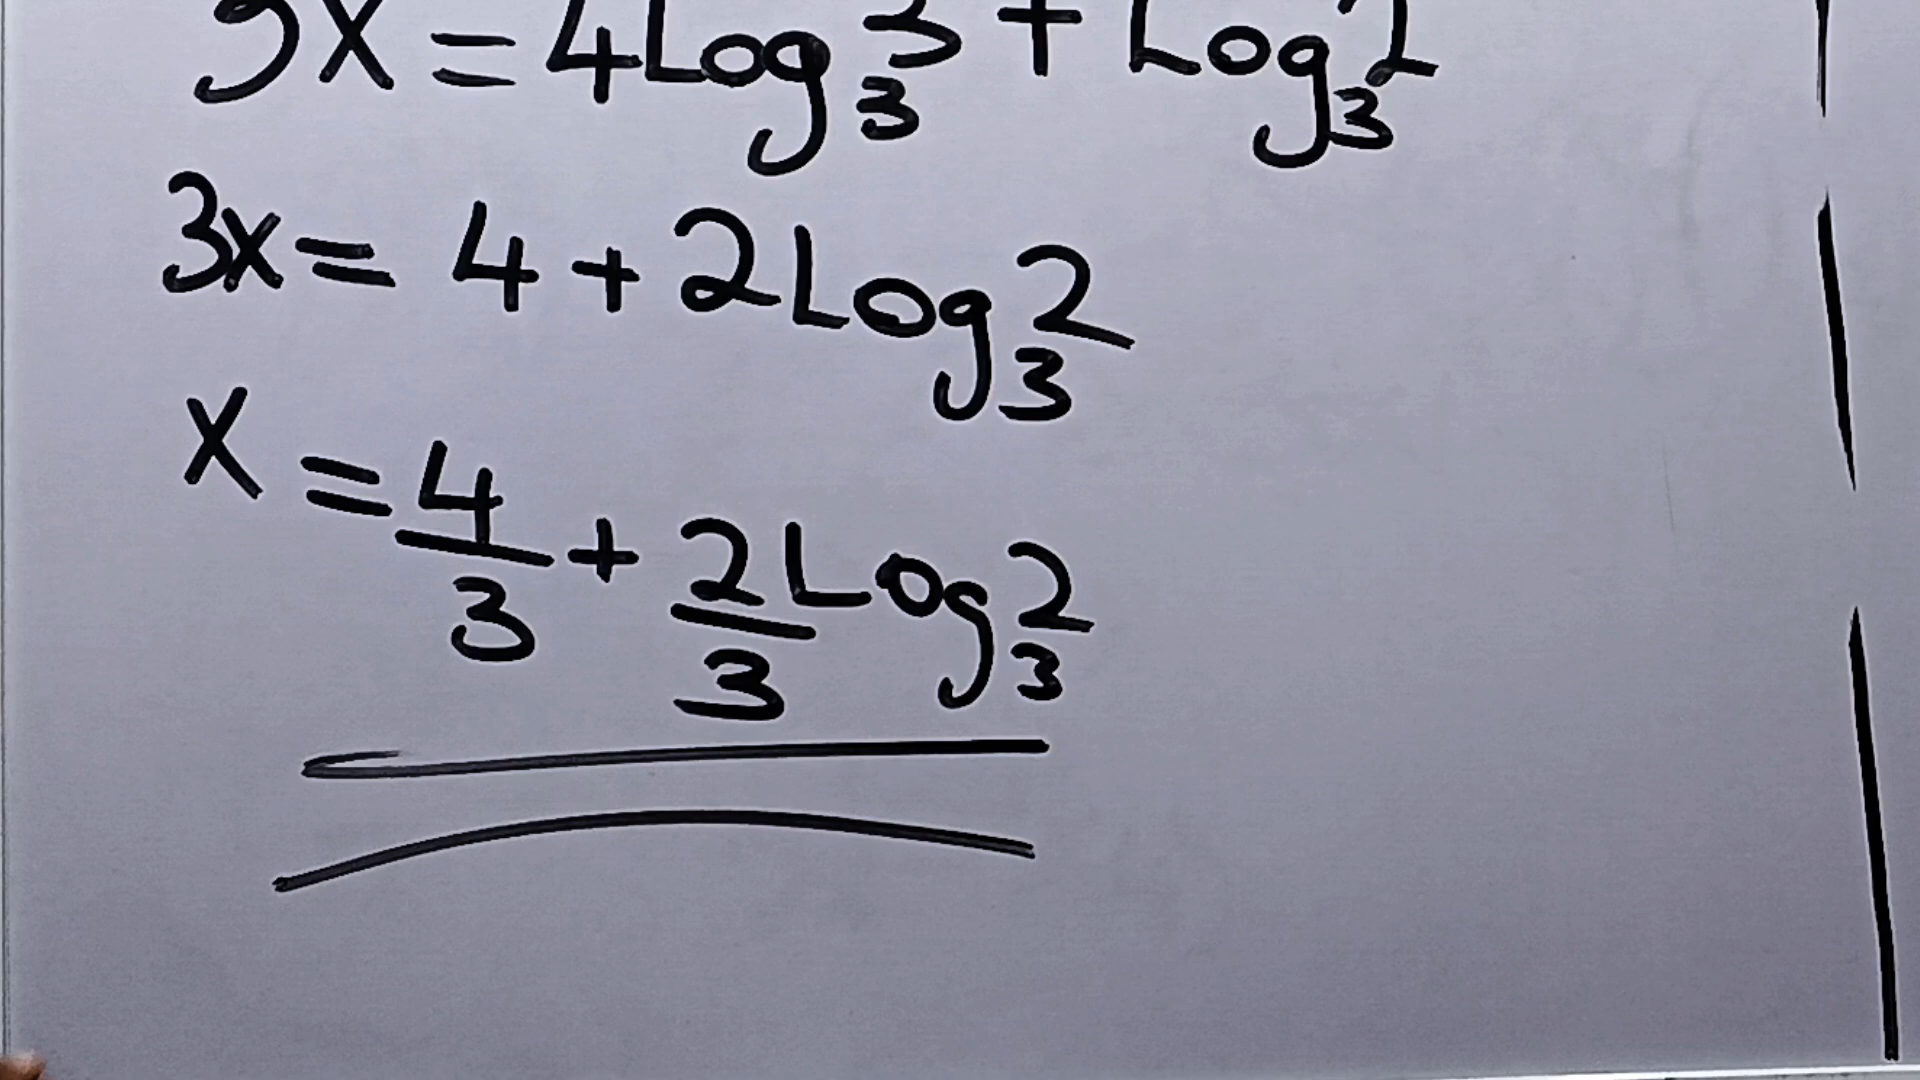 3x = 4Log₃3 + Log₃2
3x = 4 + 2Log₃2
x = 4/3 + 2/3 Log₃2